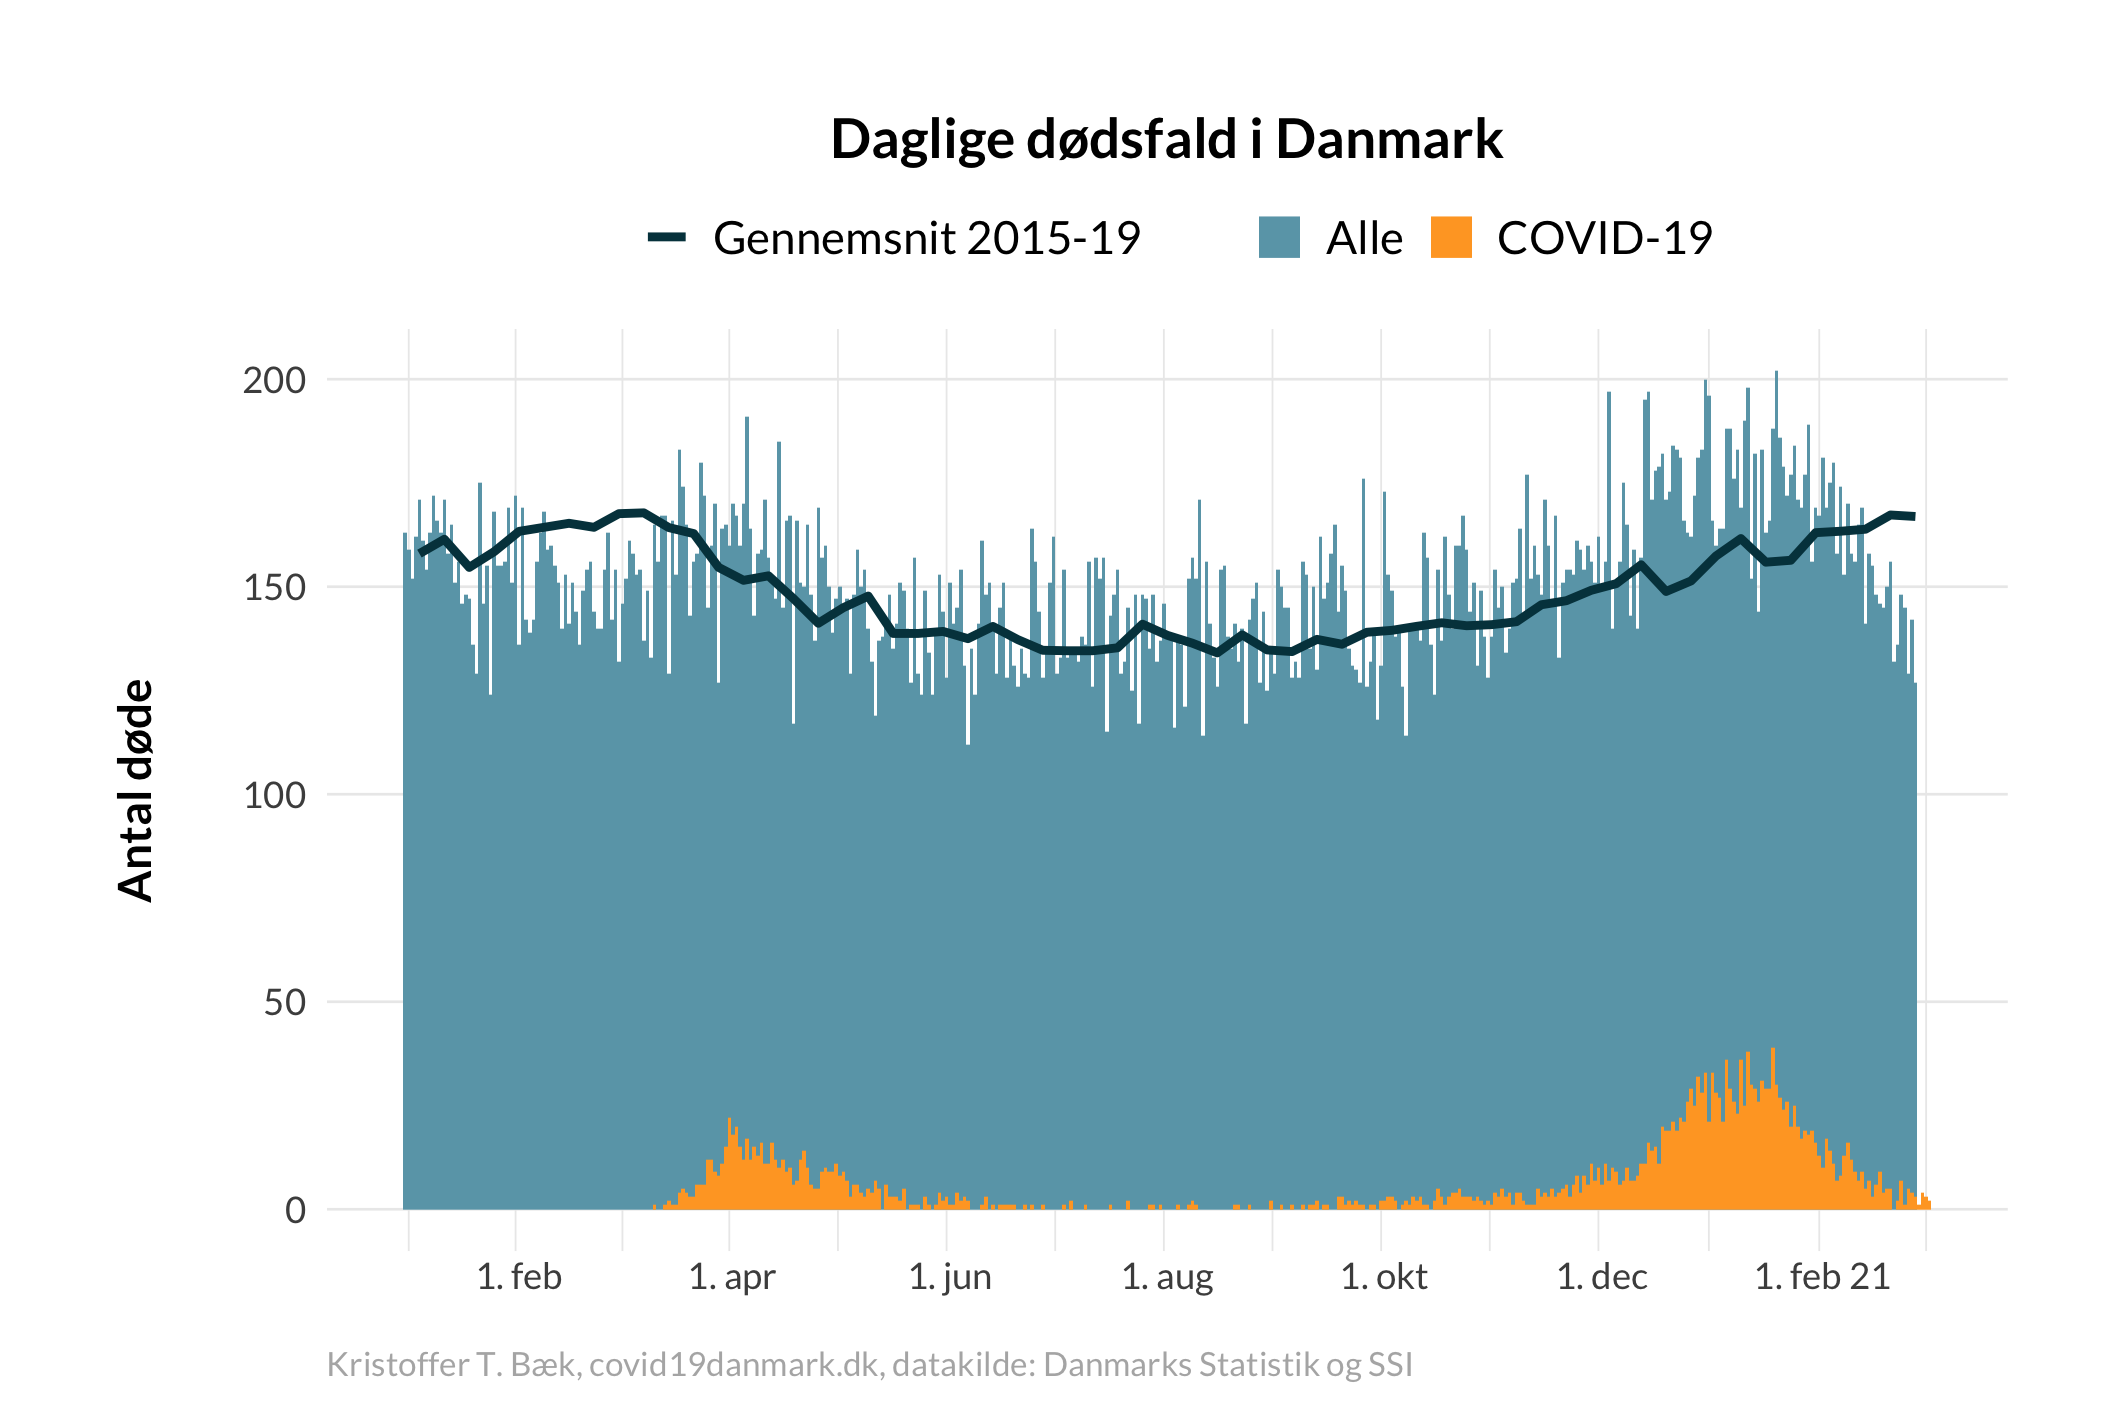 Daglige dødsfald i Danmark
Gennemsnit 2015-19 Alle COVID-19
Antal døde
200
150
100
50
0
1. feb 1. apr 1. jun 1. aug 1. okt 1. dec 1. feb 21
Kristoffer T. Bæk, covid19danmark.dk, datakilde: Danmarks Statistik og SSI